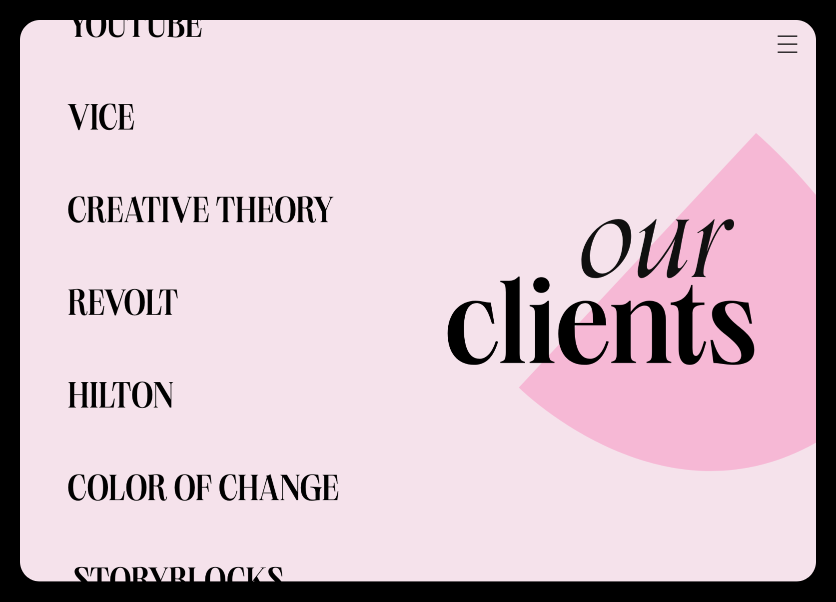 YOUTUBE
VICE
CREATIVE THEORY
REVOLT
HILTON
COLOR OF CHANGE
STORYBLOCKS
our
clients